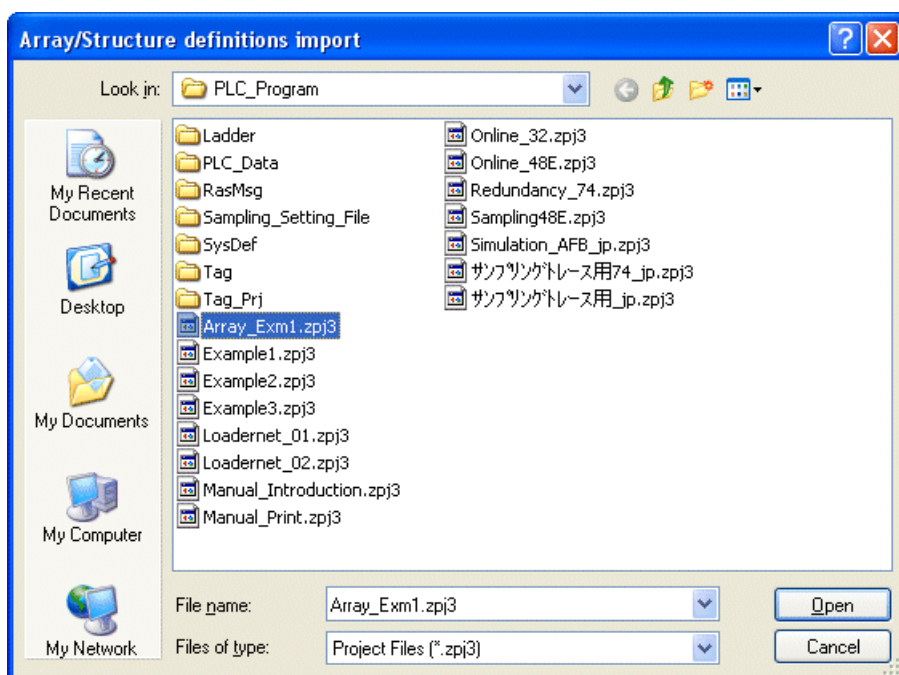 Array/Structure definitions import
Look in:
PLC_Program
My Recent
Documents
Desktop
My Documents
My Computer
My Network
Ladder
PLC_Data
RasMsg
Sampling_Setting_File
SysDef
Tag
Tag_Prj
Array_Exm1.zpj3
Example1.zpj3
Example2.zpj3
Example3.zpj3
Loadernet_01.zpj3
Loadernet_02.zpj3
Manual_Introduction.zpj3
Manual_Print.zpj3
Online_32.zpj3
Online_48E.zpj3
Redundancy_74.zpj3
Sampling48E.zpj3
Simulation_AFB_jp.zpj3
サンプリングトレース用74_jp.zpj3
サンプリングトレース用_jp.zpj3
File name:
Array_Exm1.zpj3
Open
Files of type:
Project Files (*.zpj3)
Cancel